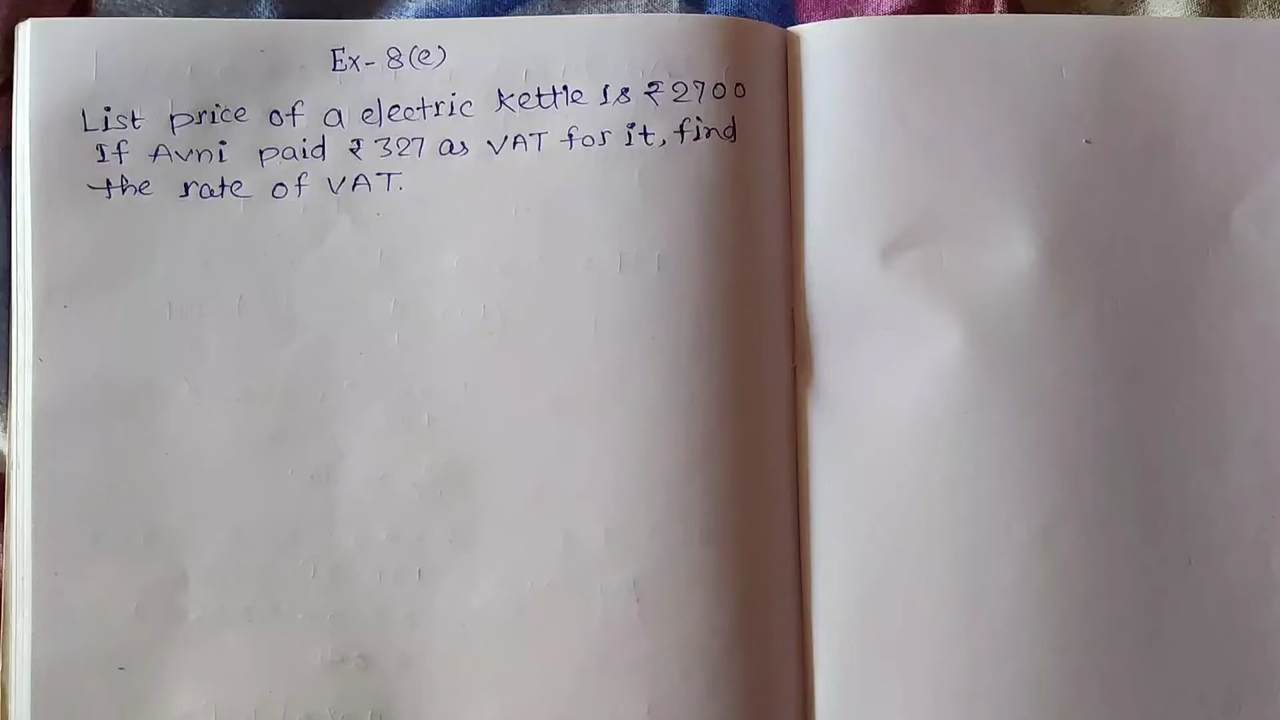 Ex- 8(e)
List price of a electric kettle Is ₹2700
If Avni paid ₹327 as VAT for it, find
the rate of VAT.